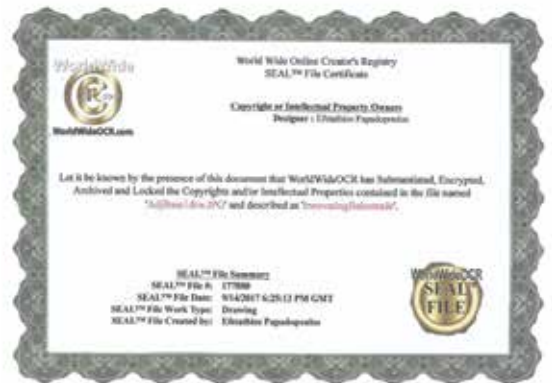 WorldWide
WorldWideOCR.com
World Wide Online Creator's Registry
SEAL™ File Certificate
Copyright or Intellectual Property Owners
Designer : Efstathios Papadopoulos
Let it be known by the presence of this document that WorldWideOCR has Substantiated, Encrypted,
Archived and Locked the Copyrights and/or Intellectual Properties contained in the file named
and described as
SEAL™ File Summary
SEAL™ File #: 177080
SEAL™ File Date: 9/14/2017 6:25:13 PM GMT
SEAL™ File Work Type: Drawing
SEAL™ File Created by: Efstathios Papadopoulos
WorldWideOCR
SEAL
FILE